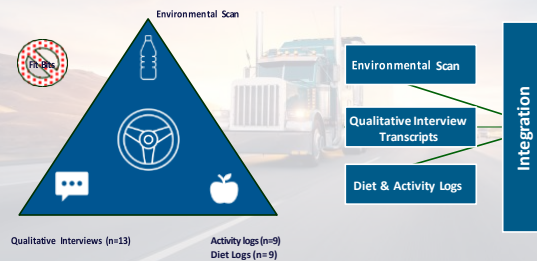 Environmental Scan
Fit Bits
Qualitative Interviews (n=13)
Activity logs (n=9)
Diet Logs (n= 9)
Environmental Scan
Qualitative Interview
Transcripts
Diet & Activity Logs
Integration